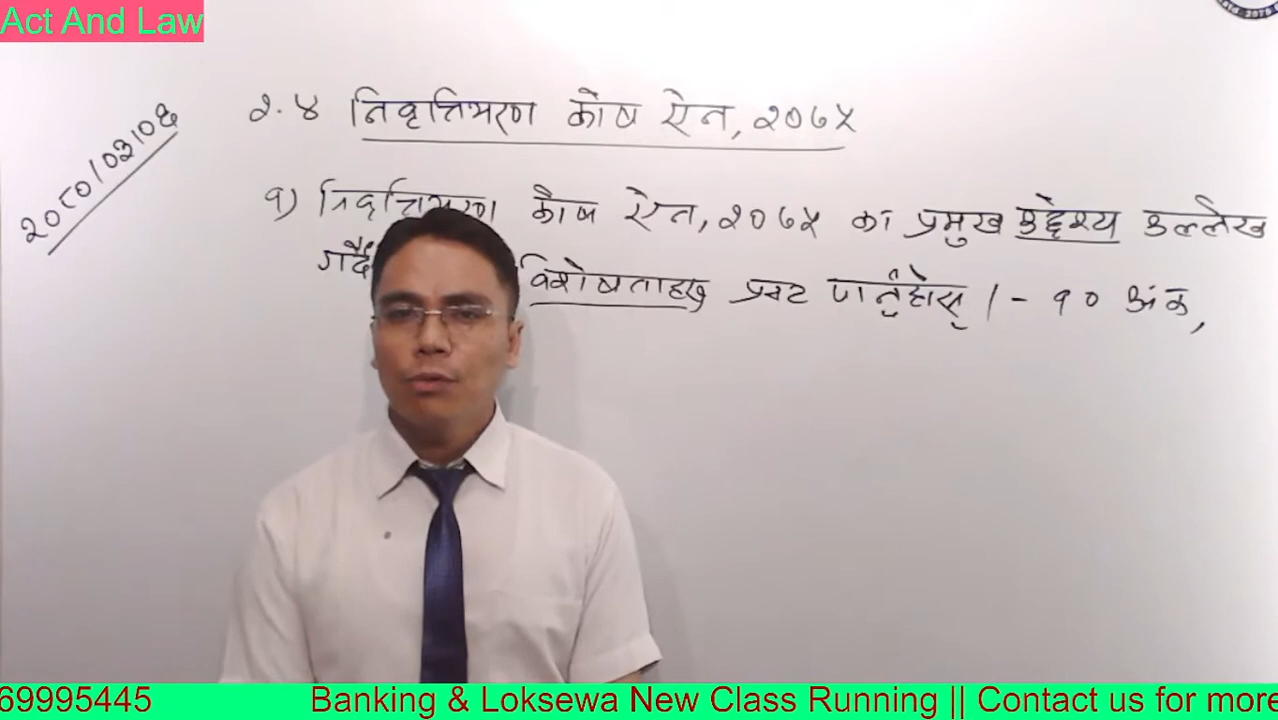 Act And Law
२०८०/०३/०६
२.४ निवृत्तिभरण कोष ऐन, २०७५
१) निवृत्तिभरण कोष ऐन, २०७५ का प्रमुख उद्देश्य उल्लेख
गर्दै विशेषताहरु प्रस्ट पार्नुहोस् ।- १० अंक,
69995445 Banking & Loksewa New Class Running || Contact us for more